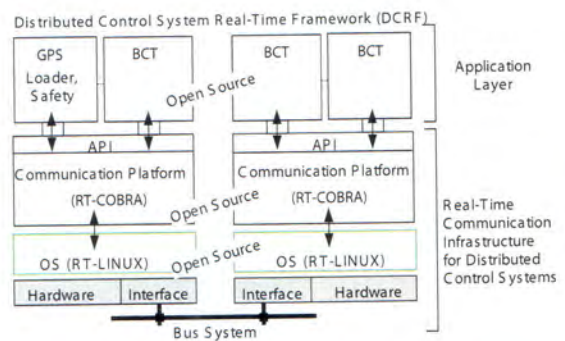 Distributed Control System Real-Time Framework (DCRF)
GPS
Loader,
Safety
BCT
BCT
BCT
Application
Layer
Open Source
API
API
Communication Platform
(RT-COBRA)
Communication Platform
(RT-COBRA)
Open Source
Real-Time
Communication
Infrastructure
for Distributed
Control Systems
OS (RT-LINUX)
Open Source
OS (RT-LINUX)
Hardware
Interface
Interface
Hardware
Bus System